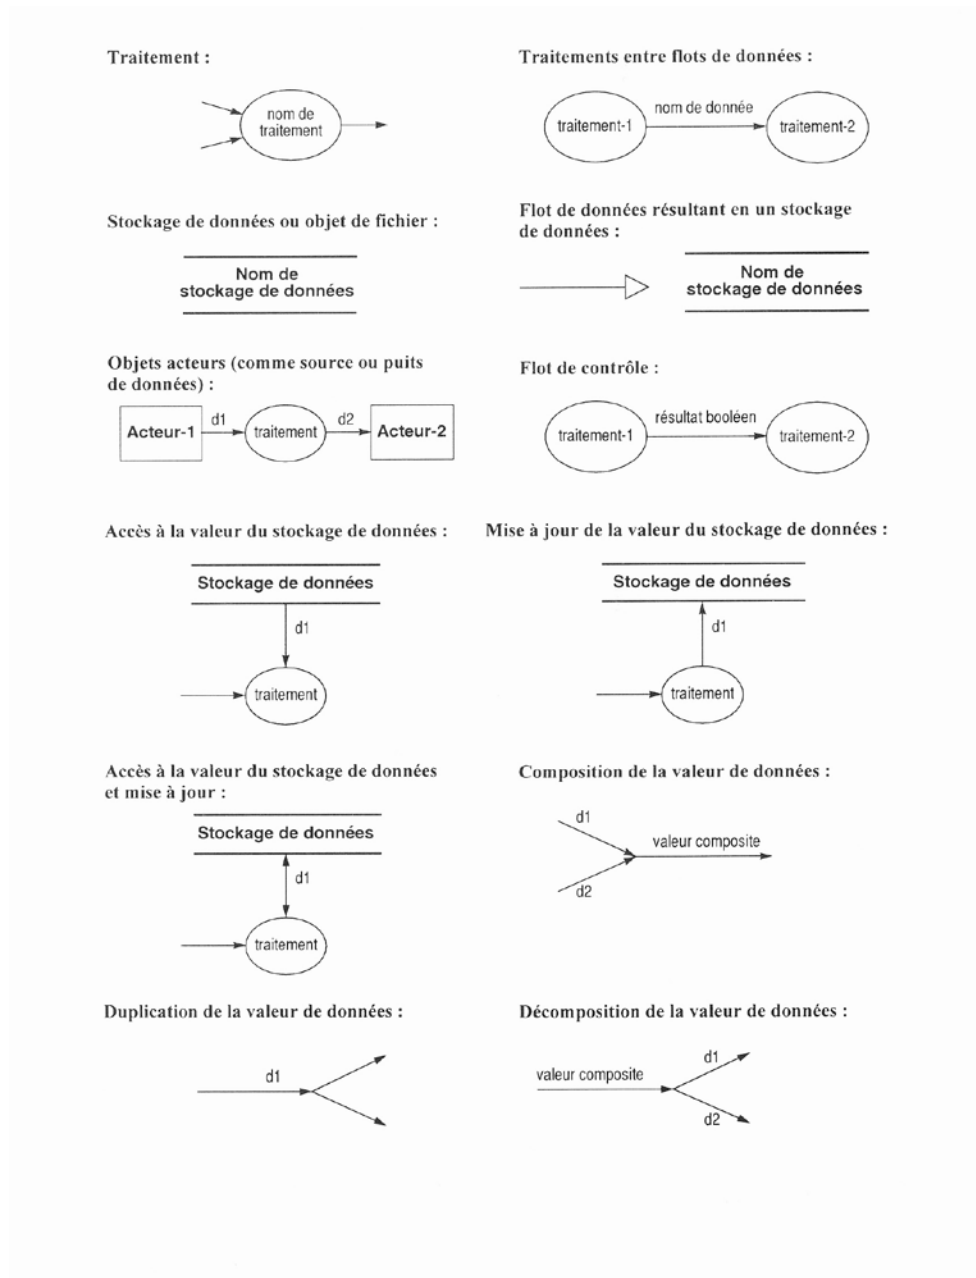 Traitement :
nom de
traitement
Traitements entre flots de données :
traitement-1
nom de donnée
traitement-2
Stockage de données ou objet de fichier :
Nom de
stockage de données
Flot de données résultant en un stockage
de données :
Nom de
stockage de données
Objets acteurs (comme source ou puits
de données) :
Acteur-1
d1
traitement
d2
Acteur-2
Flot de contrôle :
traitement-1
résultat booléen
traitement-2
Accès à la valeur du stockage de données :
Stockage de données
d1
traitement
Mise à jour de la valeur du stockage de données :
Stockage de données
d1
traitement
Accès à la valeur du stockage de données
et mise à jour :
Stockage de données
d1
traitement
Composition de la valeur de données :
d1
valeur composite
d2
Duplication de la valeur de données :
d1
Décomposition de la valeur de données :
d1
valeur composite
d2